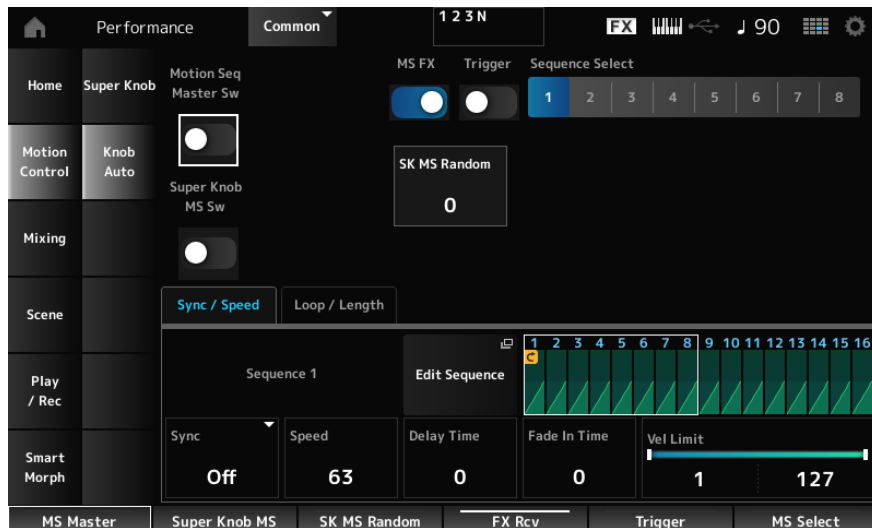 Performance
Common
1 2 3 N
FX
♩ 90
Home
Super Knob
Motion Seq
Master Sw
MS FX
Trigger
Sequence Select
1 2 3 4 5 6 7 8
Motion
Control
Knob
Auto
Super Knob
MS Sw
SK MS Random
0
Mixing
Scene
Sync / Speed
Loop / Length
Play
/ Rec
Sequence 1
Edit Sequence
1 2 3 4 5 6 7 8 9 10 11 12 13 14 15 16
Smart
Morph
Sync
Off
Speed
63
Delay Time
0
Fade In Time
0
Vel Limit
1 127
MS Master
Super Knob MS
SK MS Random
FX Rcv
Trigger
MS Select